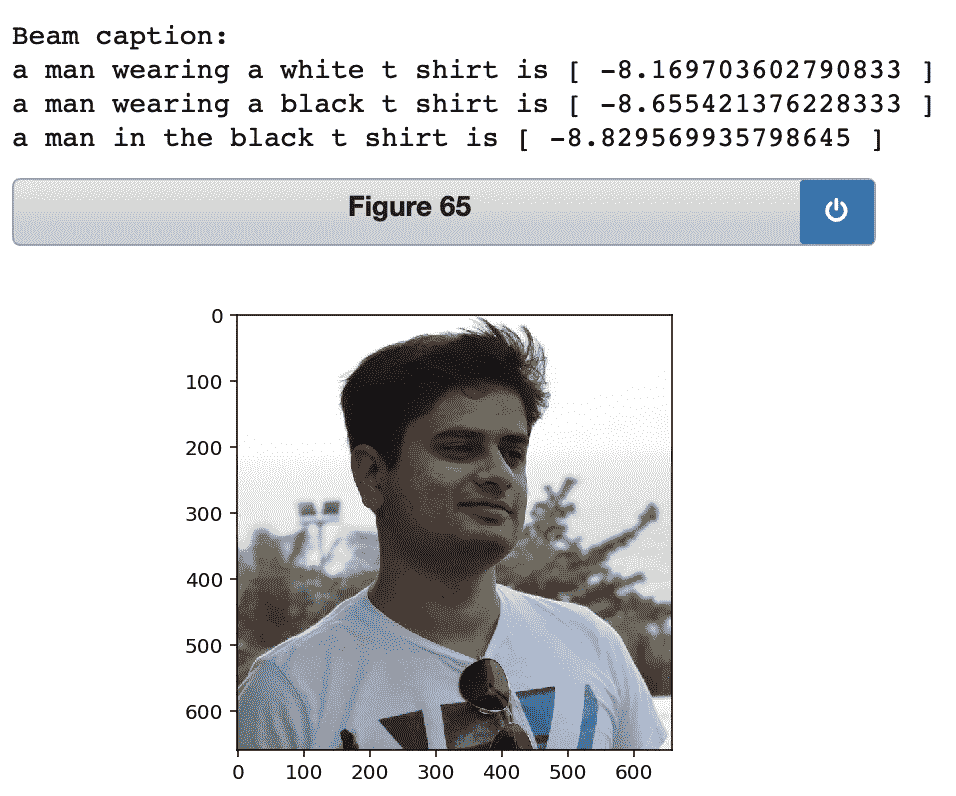 Beam caption:
a man wearing a white t shirt is [ -8.169703602790833 ]
a man wearing a black t shirt is [ -8.655421376228333 ]
a man in the black t shirt is [ -8.829569935798645 ]
Figure 65
0
100
200
300
400
500
600
0 100 200 300 400 500 600